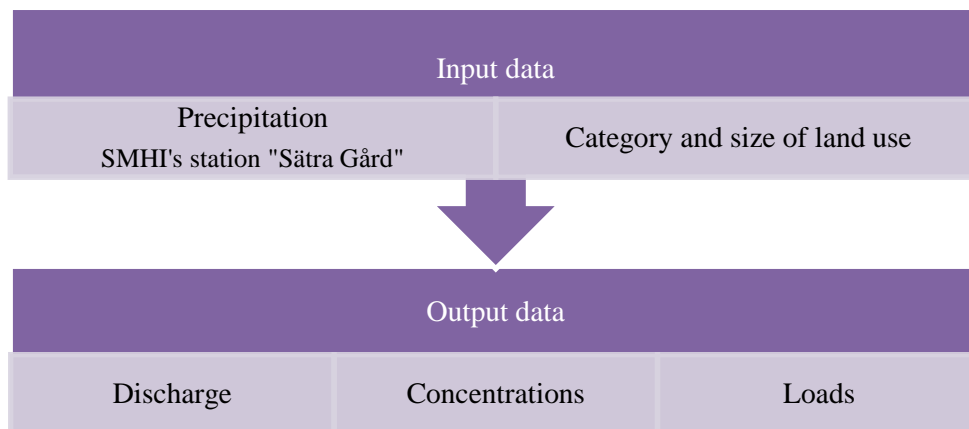 Input data
Precipitation
SMHI's station "Sätra Gård"
Category and size of land use
Output data
Discharge
Concentrations
Loads